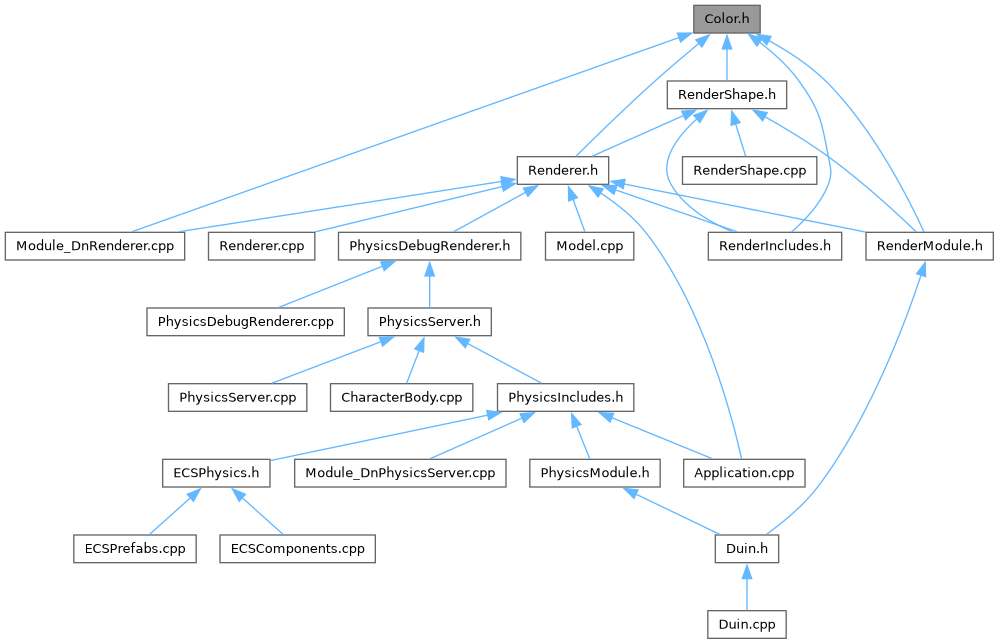 Color.h
RenderShape.h
Renderer.h
RenderShape.cpp
Module_DnRenderer.cpp
Renderer.cpp
PhysicsDebugRenderer.h
Model.cpp
RenderIncludes.h
RenderModule.h
PhysicsDebugRenderer.cpp
PhysicsServer.h
PhysicsServer.cpp
CharacterBody.cpp
PhysicsIncludes.h
ECSPhysics.h
Module_DnPhysicsServer.cpp
PhysicsModule.h
Application.cpp
ECSPrefabs.cpp
ECSComponents.cpp
Duin.h
Duin.cpp